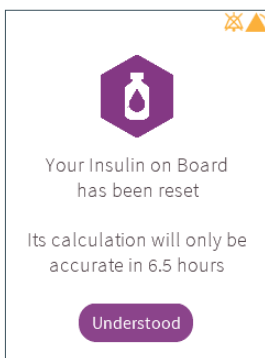 Your Insulin on Board
has been reset
Its calculation will only be
accurate in 6.5 hours
Understood